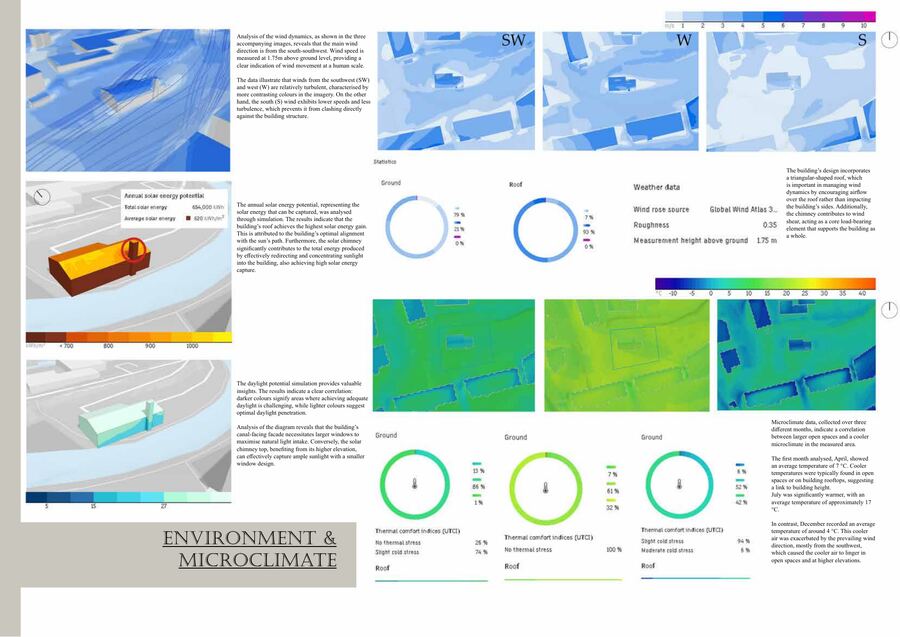 Analysis of the wind dynamics, as shown in the three
accompanying images, reveals that the main wind
direction is from the south-southwest. Wind speed is
measured at 1.75m above ground level, providing a
clear indication of wind movement at a human scale.
The data illustrate that winds from the southwest (SW)
and west (W) are relatively turbulent, characterised by
more contrasting colours in the imagery. On the other
hand, the south (S) wind exhibits lower speeds and less
turbulence, which prevents it from clashing directly
against the building structure.
m/s 1 2 3 4 5 6 7 8 9 10
SW
W
S
Statistics
Ground
79 %
21 %
0 %
Roof
7 %
93 %
0 %
Weather data
Wind rose source Global Wind Atlas 3...
Roughness 0.35
Measurement height above ground 1.75 m
The building's design incorporates
a triangular-shaped roof, which
is important in managing wind
dynamics by encouraging airflow
over the roof rather than impacting
the building's sides. Additionally,
the chimney contributes to wind
shear, acting as a core load-bearing
element that supports the building as
a whole.
Annual solar energy potential
Total solar energy 654,000 kWh
Average solar energy 620 kWh/m²
kWh/m² < 700 800 900 1000
The annual solar energy potential, representing the
solar energy that can be captured, was analysed
through simulation. The results indicate that the
building's roof achieves the highest solar energy gain.
This is attributed to the building's optimal alignment
with the sun's path. Furthermore, the solar chimney
significantly contributes to the total energy produced
by effectively redirecting and concentrating sunlight
into the building, also achieving high solar energy
capture.
°C -10 -5 0 5 10 15 20 25 30 35 40
5 15 27
The daylight potential simulation provides valuable
insights. The results indicate a clear correlation:
darker colours signify areas where achieving adequate
daylight is challenging, while lighter colours suggest
optimal daylight penetration.
Analysis of the diagram reveals that the building's
canal-facing facade necessitates larger windows to
maximise natural light intake. Conversely, the solar
chimney top, benefiting from its higher elevation,
can effectively capture ample sunlight with a smaller
window design.
Ground
13 %
86 %
1 %
Thermal comfort indices (UTCI)
No thermal stress 26 %
Slight cold stress 74 %
Roof
Ground
7 %
61 %
32 %
Thermal comfort indices (UTCI)
No thermal stress 100 %
Roof
Ground
6 %
52 %
42 %
Thermal comfort indices (UTCI)
Slight cold stress 94 %
Moderate cold stress 6 %
Roof
Microclimate data, collected over three
different months, indicate a correlation
between larger open spaces and a cooler
microclimate in the measured area.
The first month analysed, April, showed
an average temperature of 7 °C. Cooler
temperatures were typically found in open
spaces or on building rooftops, suggesting
a link to building height.
July was significantly warmer, with an
average temperature of approximately 17
°C.
In contrast, December recorded an average
temperature of around 4 °C. This cooler
air was exacerbated by the prevailing wind
direction, mostly from the southwest,
which caused the cooler air to linger in
open spaces and at higher elevations.
ENVIRONMENT &
MICROCLIMATE